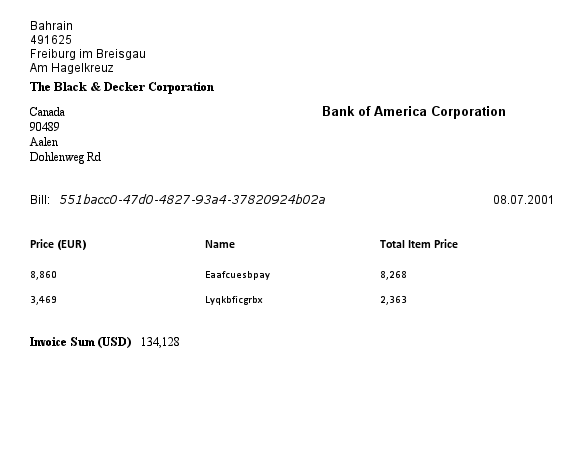 Bahrain
491625
Freiburg im Breisgau
Am Hagelkreuz
The Black & Decker Corporation
Canada
90489
Aalen
Dohlenweg Rd
Bank of America Corporation
Bill: 551bacc0-47d0-4827-93a4-37820924b02a 08.07.2001
Price (EUR) Name Total Item Price
8,860 Eaafcuesbpay 8,268
3,469 Lyqkbficgrbx 2,363
Invoice Sum (USD) 134,128